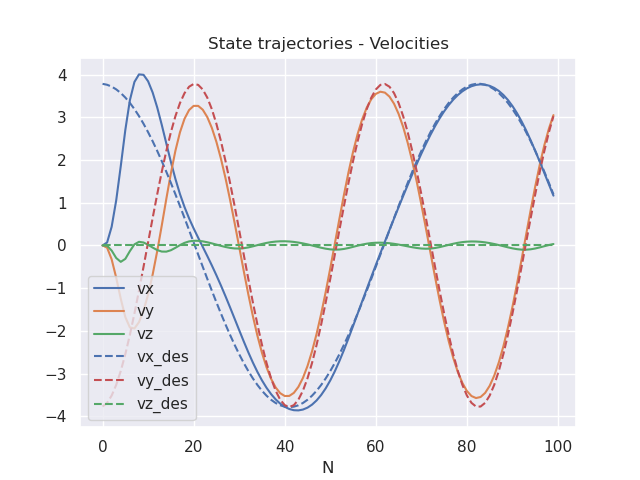 State trajectories - Velocities
4
3
2
1
0
−1
−2
−3
−4
vx
vy
vz
vx_des
vy_des
vz_des
0 20 40 60 80 100
N